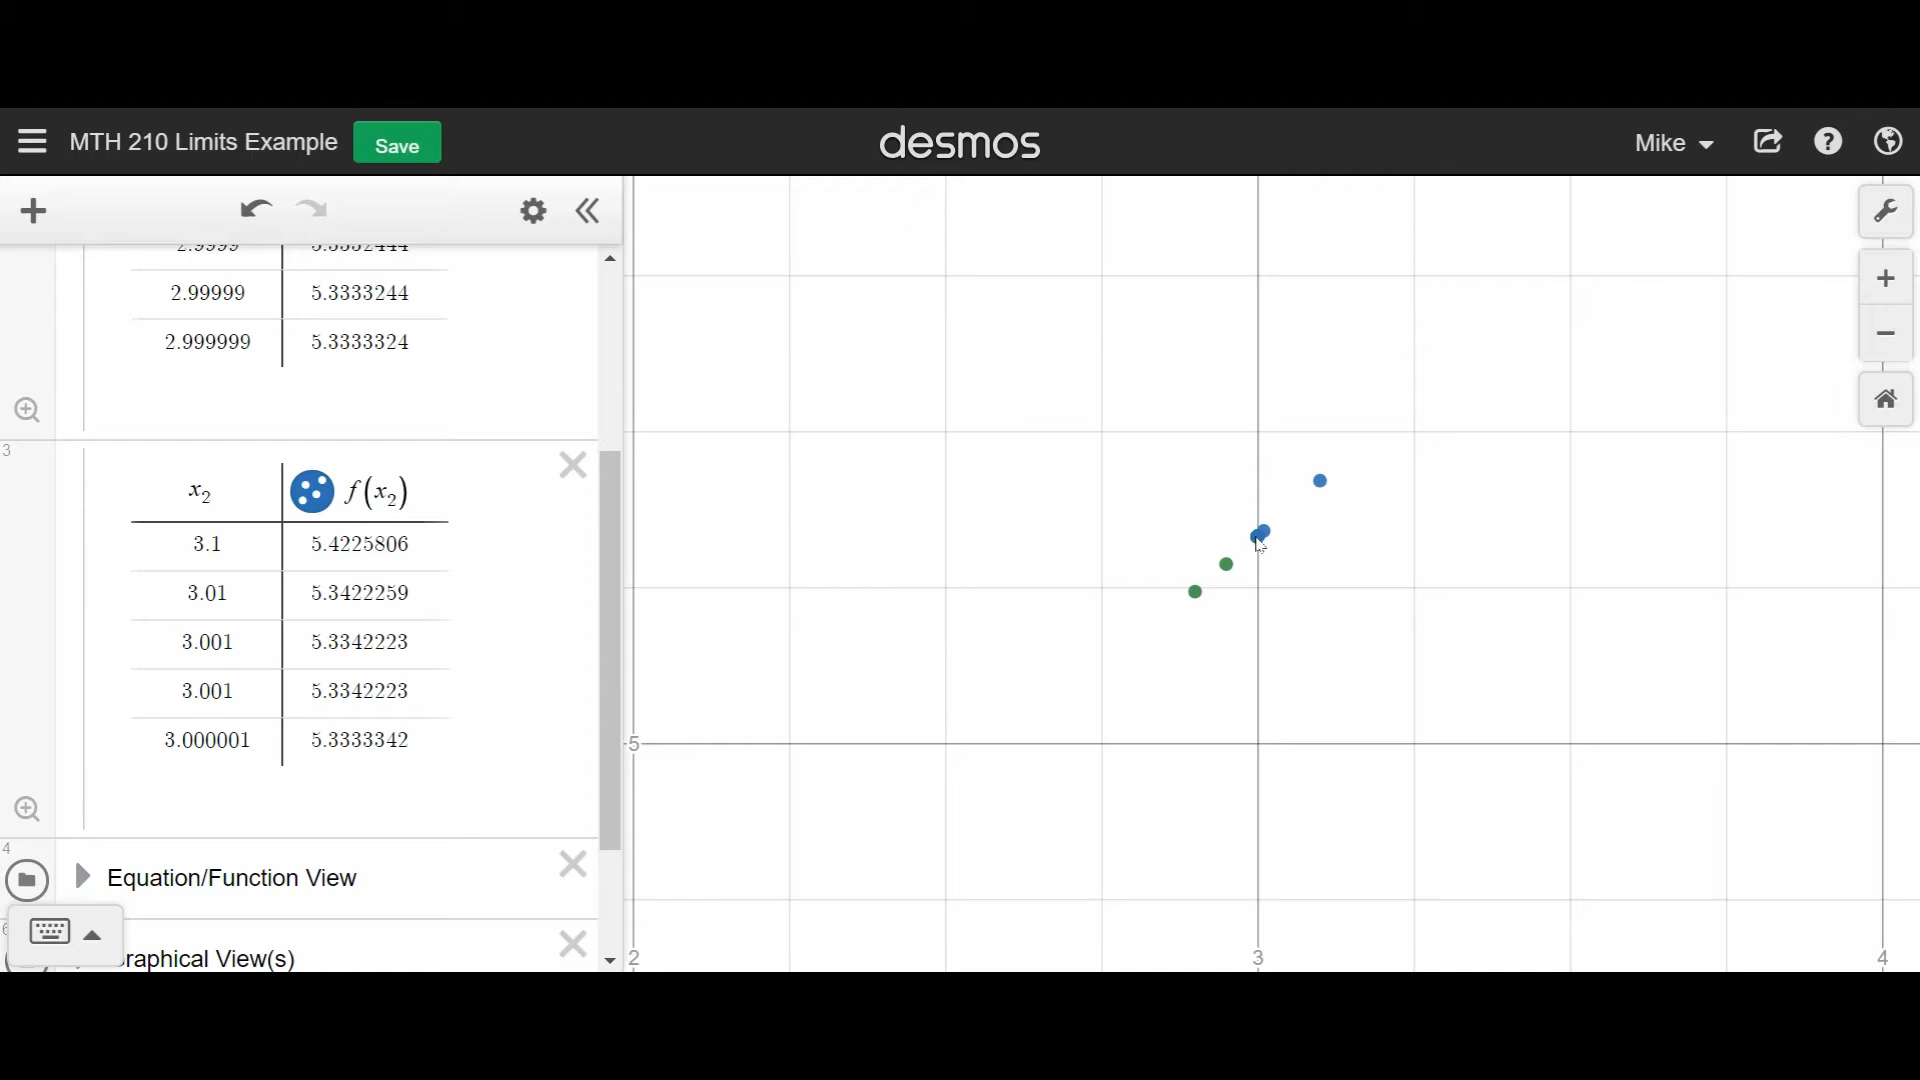 MTH 210 Limits Example
Save
desmos
Mike
2.99999 5.3333244
2.999999 5.3333324
3
x₂ f(x₂)
3.1 5.4225806
3.01 5.3422259
3.001 5.3342223
3.001 5.3342223
3.000001 5.3333342
4
Equation/Function View
raphical View(s)
5
2 3 4